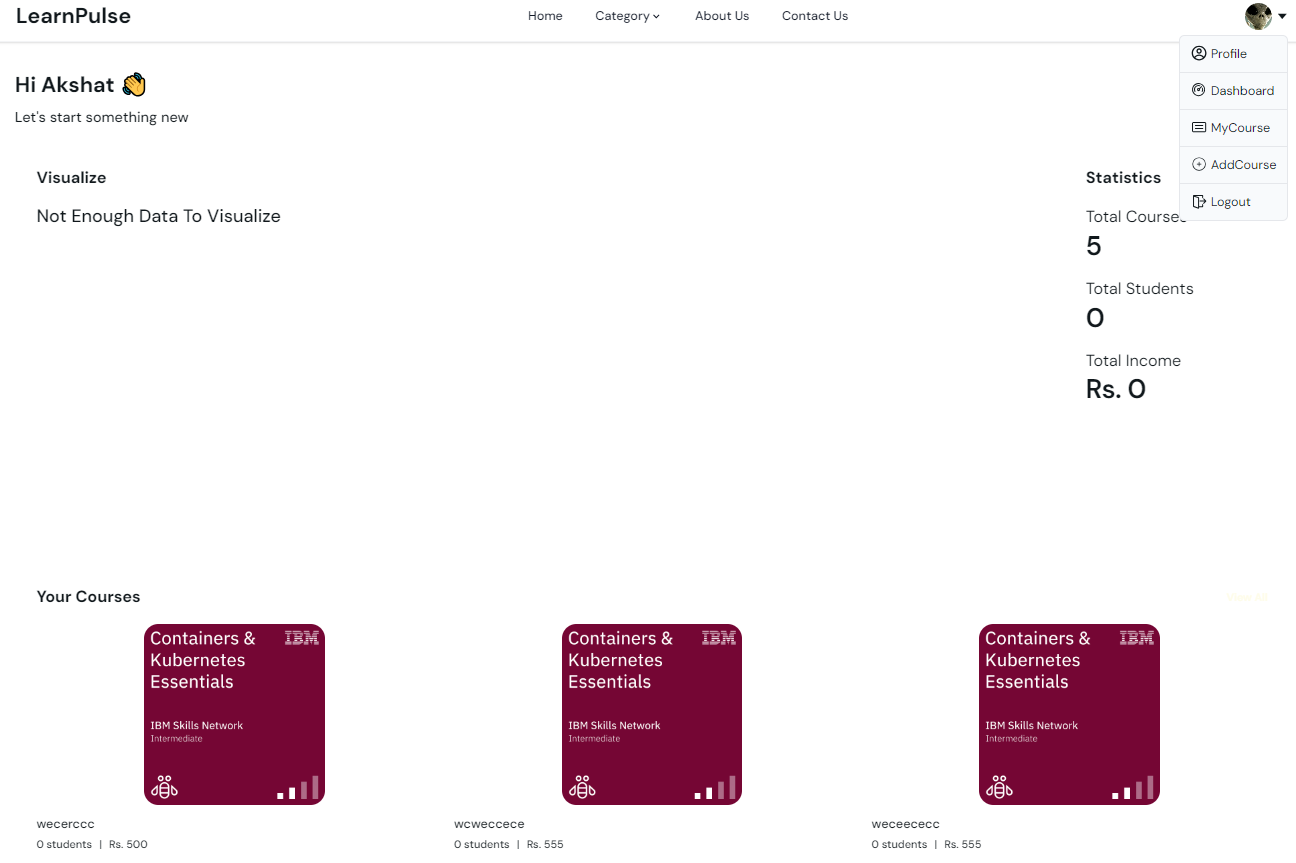 LearnPulse
Home Category About Us Contact Us
Profile
Dashboard
MyCourse
AddCourse
Logout
Hi Akshat
Let's start something new
Visualize
Not Enough Data To Visualize
Statistics
Total Courses
5
Total Students
0
Total Income
Rs. 0
Your Courses
View All
Containers &
Kubernetes
Essentials
IBM
IBM Skills Network
Intermediate
wecerccc
0 students | Rs. 500
Containers &
Kubernetes
Essentials
IBM
IBM Skills Network
Intermediate
wcweccece
0 students | Rs. 555
Containers &
Kubernetes
Essentials
IBM
IBM Skills Network
Intermediate
weceececc
0 students | Rs. 555